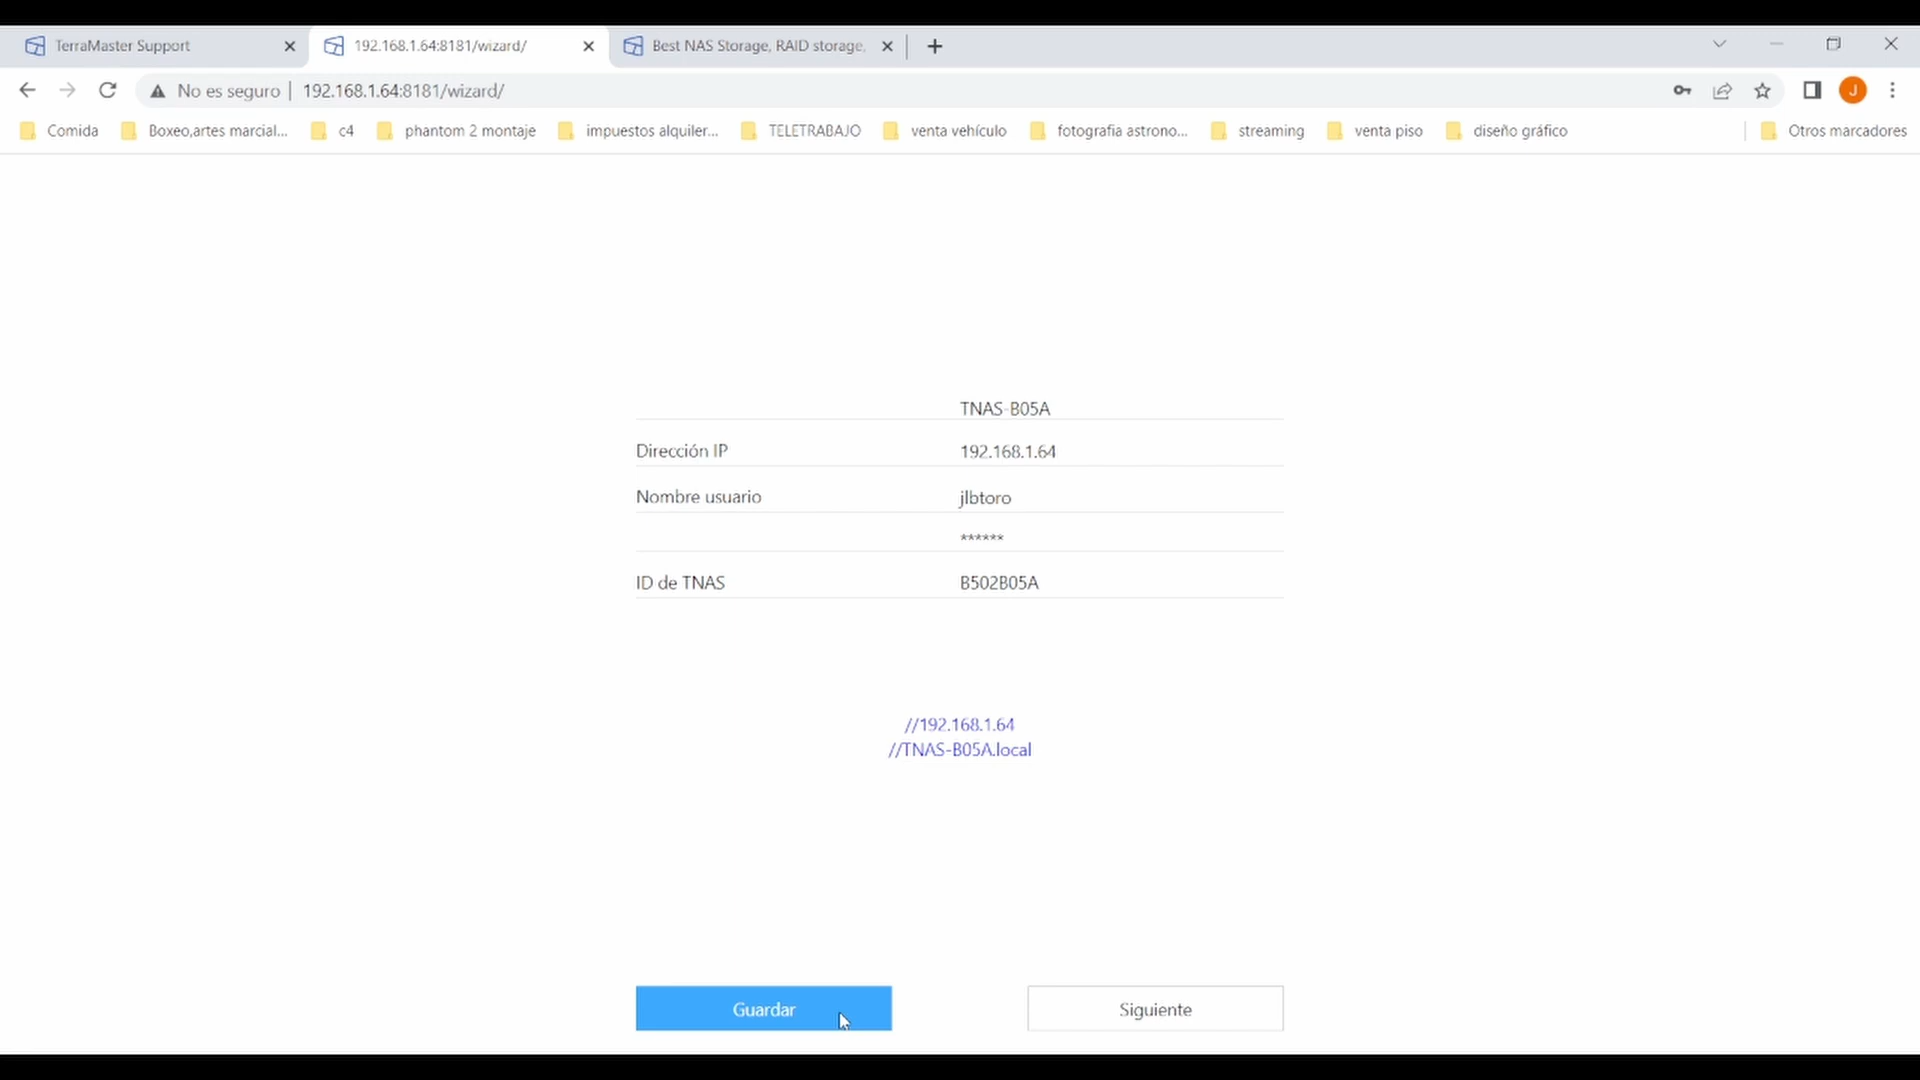 TerraMaster Support
192.168.1.64:8181/wizard/
Best NAS Storage, RAID storage,
No es seguro | 192.168.1.64:8181/wizard/
J
Comida
Boxeo,artes marcial...
c4
phantom 2 montaje
impuestos alquiler...
TELETRABAJO
venta vehículo
fotografia astrono...
streaming
venta piso
diseño gráfico
Otros marcadores
TNAS-B05A
Dirección IP 192.168.1.64
Nombre usuario jlbtoro
******
ID de TNAS B502B05A
//192.168.1.64
//TNAS-B05A.local
Guardar
Siguiente